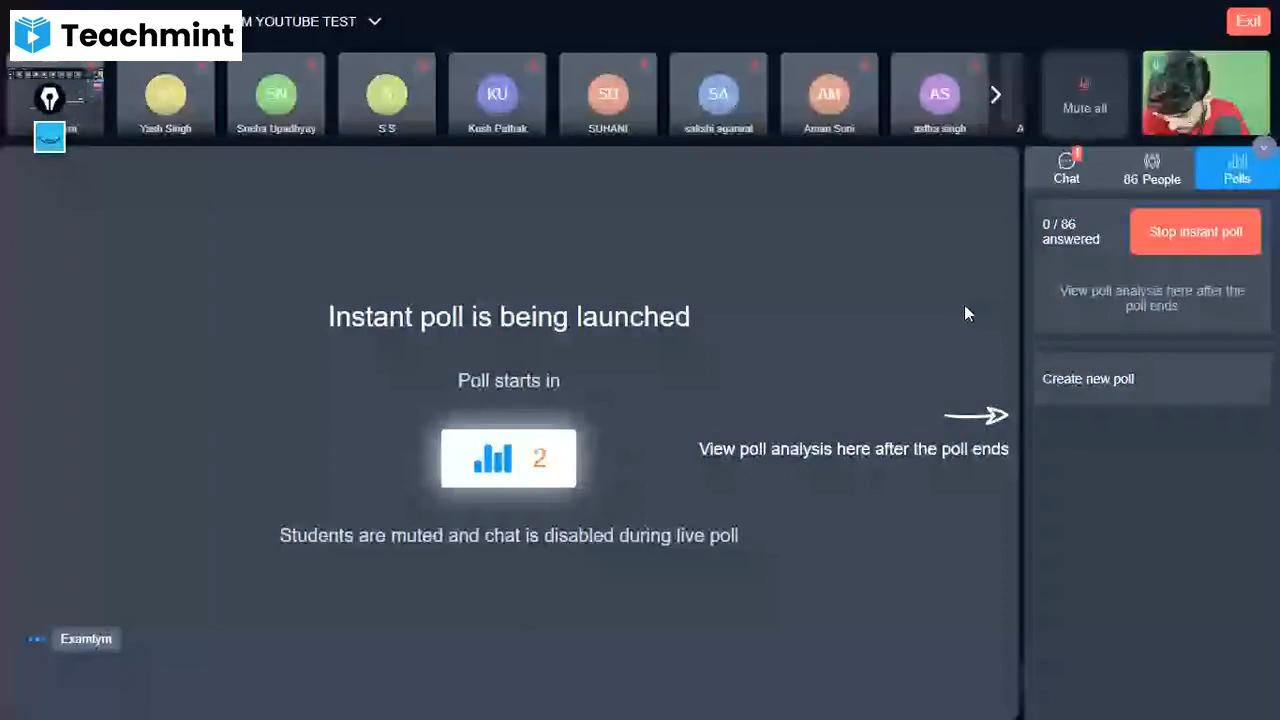 Teachmint
M YOUTUBE TEST
Exit
SN
S
KU
SU
SA
AM
AS
Mute all
Yash Singh
Sneha Upadhyay
S S
Kush Pathak
SUHANI
sakshi agarwal
Aman Soni
astha singh
A
Chat
86 People
Polls
0 / 86
answered
Stop instant poll
View poll analysis here after the
poll ends
Create new poll
Instant poll is being launched
Poll starts in
2
View poll analysis here after the poll ends
Students are muted and chat is disabled during live poll
Examtym